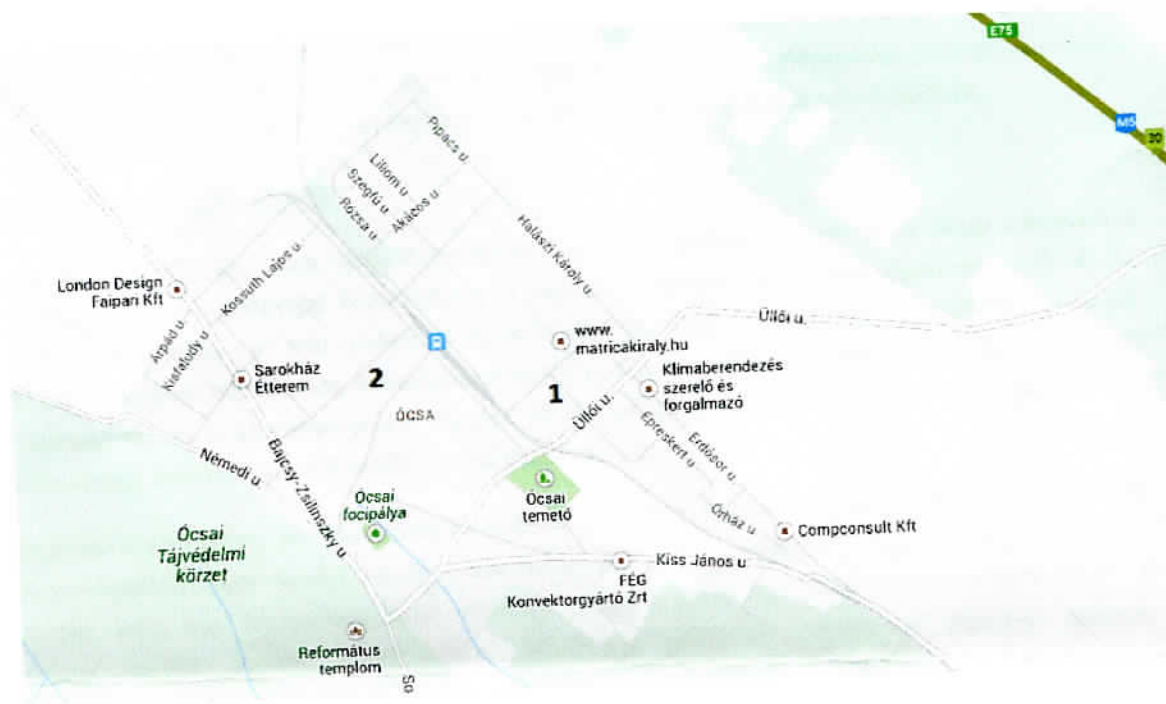 E75
M5
30
Pipacs u.
Liliom u
Szegfű u
Rózsa u
Akácos u
Halászi Károly u.
Kossuth Lajos u.
London Design
Faipari Kft
Árpád u
Kisfaludy u
Üllői u.
www.
matricakiraly.hu
Sarokház
Étterem
2
1
ÓCSA
Klímaberendezés
szerelő és
forgalmazó
Üllői u.
Epreskert u
Erdősor u
Némedi u.
Bajcsy-Zsilinszky u.
Ócsai
focipálya
Ócsai
temető
Őrház u
Compconsult Kft
Ócsai
Tájvédelmi
körzet
Kiss János u
FÉG
Konvektorgyártó Zrt
Református
templom
So